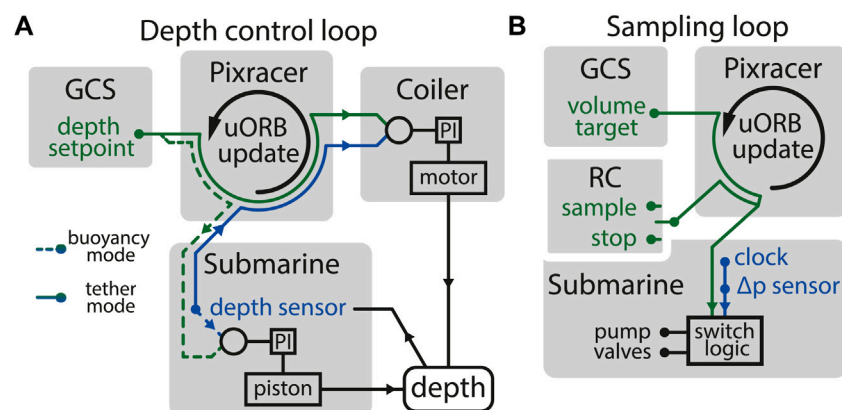 A
Depth control loop
GCS
depth
setpoint
Pixracer
uORB
update
Coiler
PI
motor
buoyancy
mode
tether
mode
Submarine
depth sensor
PI
piston
depth
B
Sampling loop
GCS
volume
target
Pixracer
uORB
update
RC
sample
stop
Submarine
clock
Δp sensor
pump
valves
switch
logic